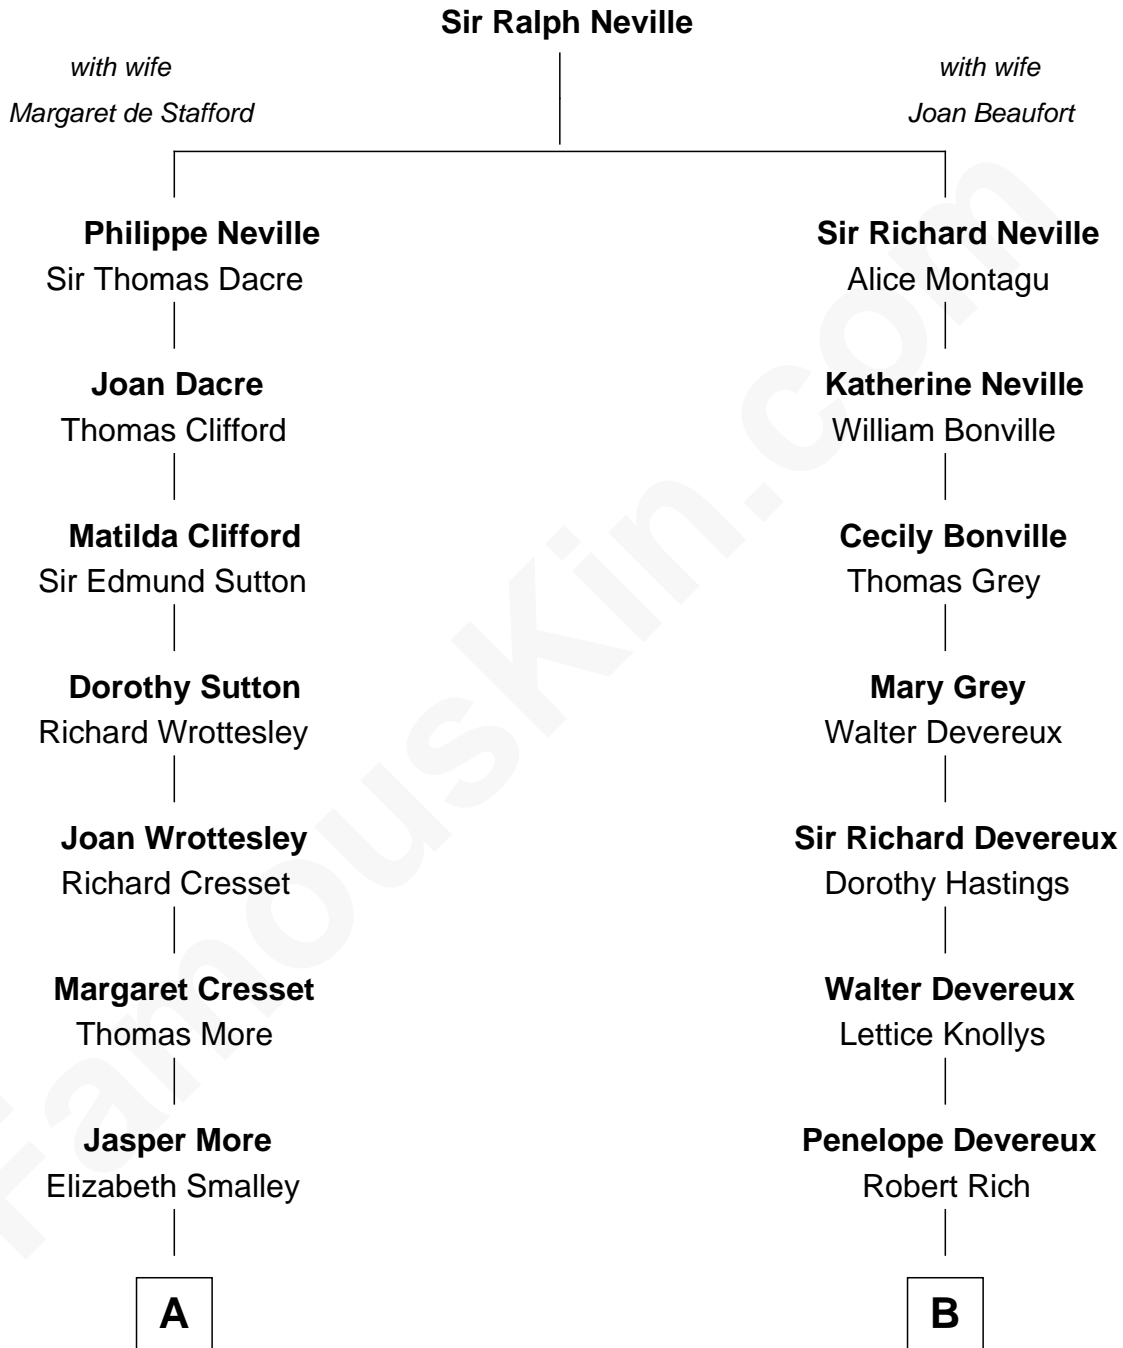 Sir Ralph Neville
with wife
Margaret de Stafford
with wife
Joan Beaufort
Philippe Neville
Sir Thomas Dacre
Sir Richard Neville
Alice Montagu
Joan Dacre
Thomas Clifford
Katherine Neville
William Bonville
Matilda Clifford
Sir Edmund Sutton
Cecily Bonville
Thomas Grey
Dorothy Sutton
Richard Wrottesley
Mary Grey
Walter Devereux
Joan Wrottesley
Richard Cresset
Sir Richard Devereux
Dorothy Hastings
Margaret Cresset
Thomas More
Walter Devereux
Lettice Knollys
Jasper More
Elizabeth Smalley
Penelope Devereux
Robert Rich
A
B
FamousKin.com